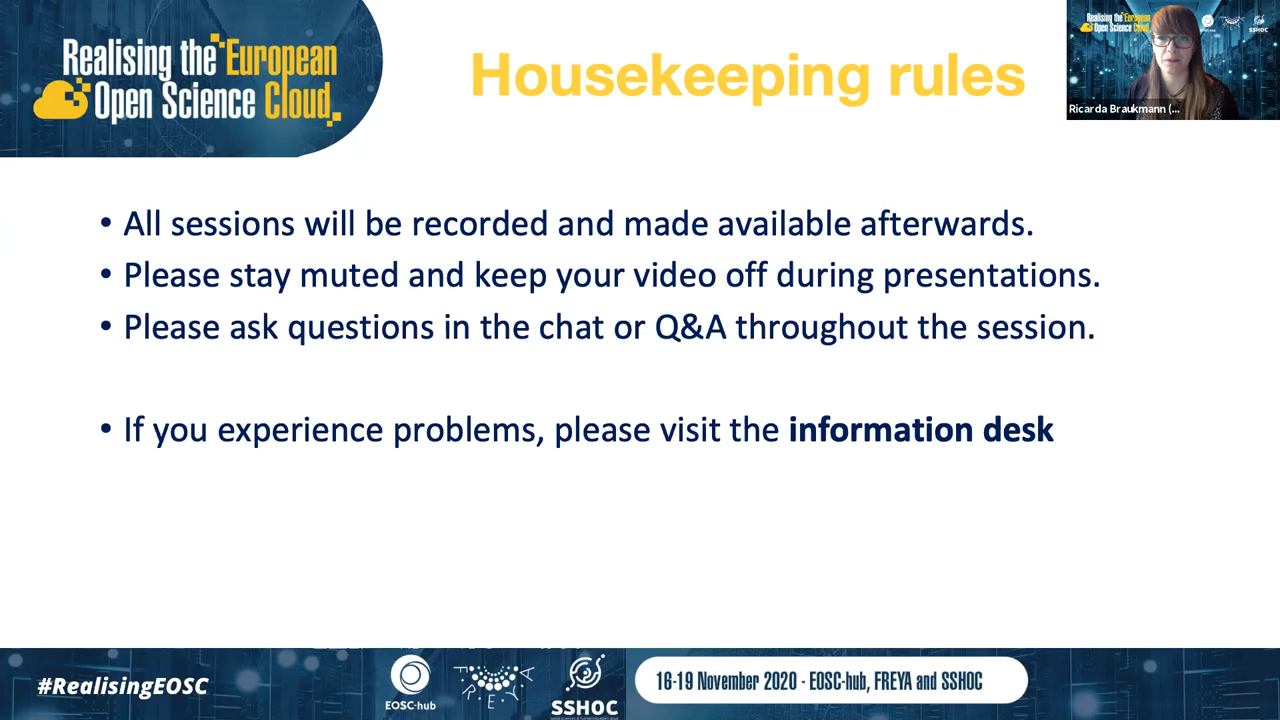 Realising the European
Open Science Cloud
Housekeeping rules
Realising the European
Open Science Cloud
SSHOC
Ricarda Braukmann (...
• All sessions will be recorded and made available afterwards.
• Please stay muted and keep your video off during presentations.
• Please ask questions in the chat or Q&A throughout the session.
• If you experience problems, please visit the information desk
#RealisingEOSC
EOSC-hub
FREYA
SSHOC
16-19 November 2020 - EOSC-hub, FREYA and SSHOC